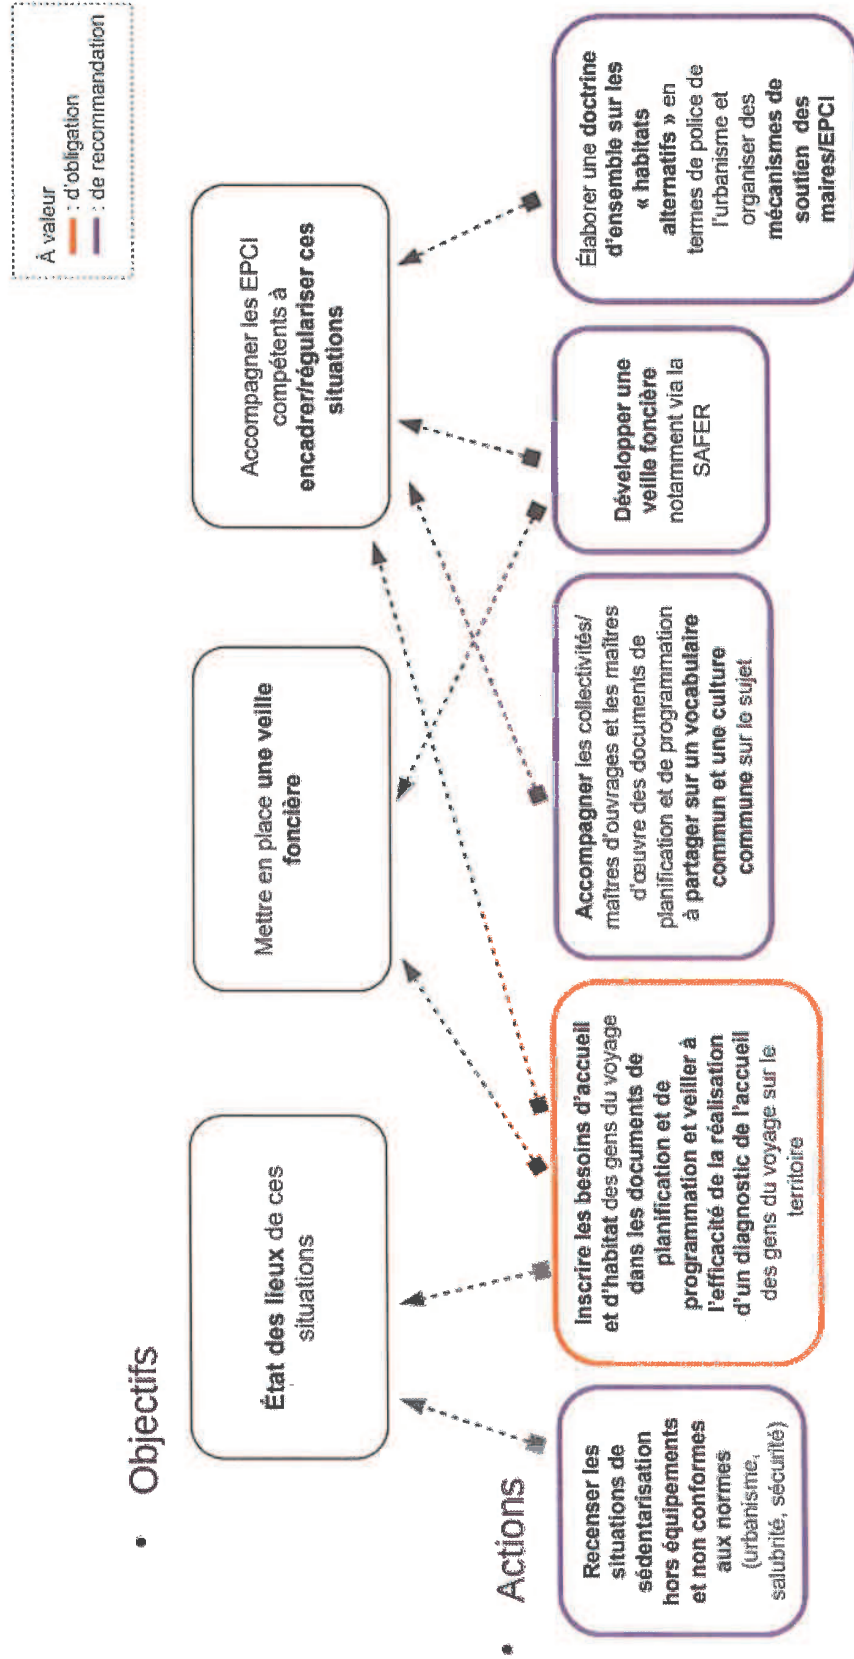 À valeur
: d'obligation
: de recommandation
• Objectifs
État des lieux de ces
situations
Mettre en place une veille
foncière
Accompagner les EPCI
compétents à
encadrer/régulariser ces
situations
• Actions
Recenser les
situations de
sédentarisation
hors équipements
et non conformes
aux normes
(urbanisme,
salubrité, sécurité)
Inscrire les besoins d'accueil
et d'habitat des gens du voyage
dans les documents de
planification et de
programmation et veiller à
l'efficacité de la réalisation
d'un diagnostic de l'accueil
des gens du voyage sur le
territoire
Accompagner les collectivités/
maîtres d'ouvrages et les maîtres
d'œuvre des documents de
planification et de programmation
à partager sur un vocabulaire
commun et une culture
commune sur le sujet
Développer une
veille foncière
notamment via la
SAFER
Élaborer une doctrine
d'ensemble sur les
« habitats
alternatifs » en
termes de police de
l'urbanisme et
organiser des
mécanismes de
soutien des
maires/EPCI